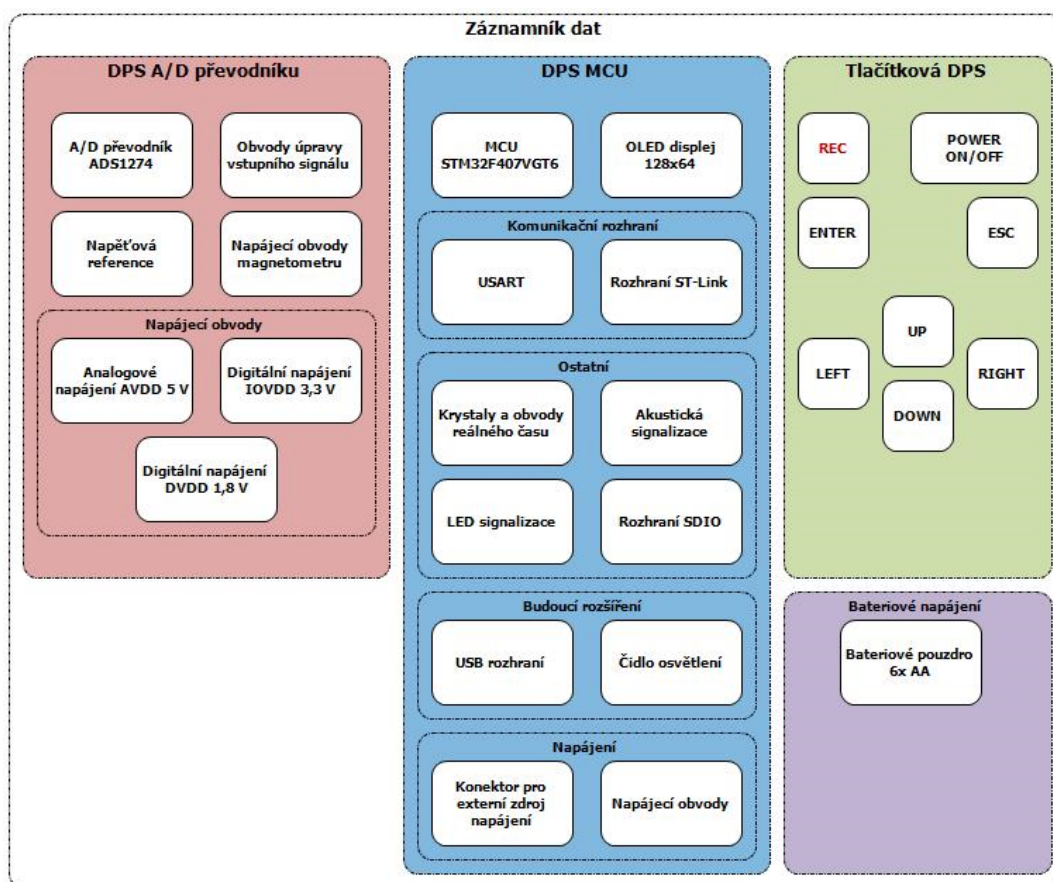 Záznamník dat
DPS A/D převodníku
A/D převodník
ADS1274
Obvody úpravy
vstupního signálu
Napěťová
reference
Napájecí obvody
magnetometru
Napájecí obvody
Analogové
napájení AVDD 5 V
Digitální napájení
IOVDD 3,3 V
Digitální napájení
DVDD 1,8 V
DPS MCU
MCU
STM32F407VGT6
OLED displej
128x64
Komunikační rozhraní
USART
Rozhraní ST-Link
Ostatní
Krystaly a obvody
reálného času
Akustická
signalizace
LED signalizace
Rozhraní SDIO
Budoucí rozšíření
USB rozhraní
Čidlo osvětlení
Napájení
Konektor pro
externí zdroj
napájení
Napájecí obvody
Tlačítková DPS
REC
POWER
ON/OFF
ENTER
ESC
UP
LEFT
RIGHT
DOWN
Bateriové napájení
Bateriové pouzdro
6x AA